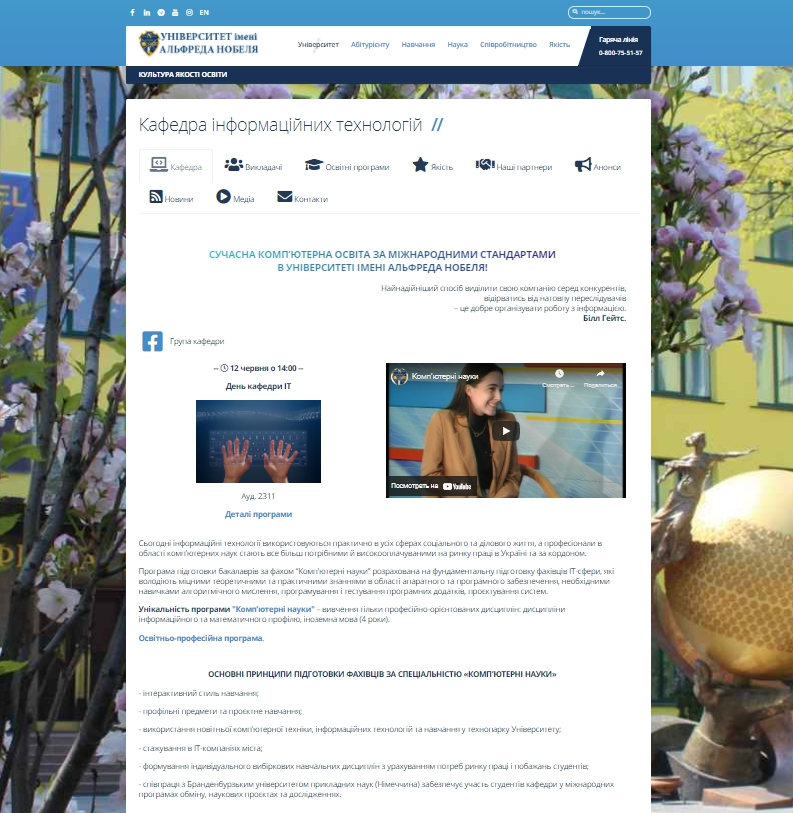 EN
пошук...
УНІВЕРСИТЕТ імені
АЛЬФРЕДА НОБЕЛЯ
Університет Абітурієнту Навчання Наука Співробітництво Якість
Гаряча лінія
0-800-75-51-57
КУЛЬТУРА ЯКОСТІ ОСВІТИ
Кафедра інформаційних технологій //
Кафедра Викладачі Освітні програми Якість Наші партнери Анонси
Новини Медіа Контакти
СУЧАСНА КОМП'ЮТЕРНА ОСВІТА ЗА МІЖНАРОДНИМИ СТАНДАРТАМИ
В УНІВЕРСИТЕТІ ІМЕНІ АЛЬФРЕДА НОБЕЛЯ!
Найнадійніший спосіб виділити свою компанію серед конкурентів,
відірватись від натовпу переслідувачів
– це добре організувати роботу з інформацією.
Білл Гейтс.
Група кафедри
-- 12 червня о 14:00 --
День кафедри ІТ
Ауд. 2311
Деталі програми
Комп'ютерні науки
Смотреть... Поделиться
Посмотреть на YouTube
Сьогодні інформаційні технології використовуються практично в усіх сферах соціального та ділового життя, а професіонали в
області комп'ютерних наук стають все більш потрібними й високооплачуваними на ринку праці в Україні та за кордоном.
Програма підготовки бакалаврів за фахом "Комп'ютерні науки" розрахована на фундаментальну підготовку фахівців ІТ-сфери, які
володіють міцними теоретичними та практичними знаннями в області апаратного та програмного забезпечення, необхідними
навичками алгоритмічного мислення, програмування і тестування програмних додатків, проєктування систем.
Унікальність програми "Комп'ютерні науки" – вивчення тільки професійно-орієнтованих дисциплін: дисципліни
інформаційного та математичного профілю, іноземна мова (4 роки).
Освітньо-професійна програма.
ОСНОВНІ ПРИНЦИПИ ПІДГОТОВКИ ФАХІВЦІВ ЗА СПЕЦІАЛЬНІСТЮ «КОМП'ЮТЕРНІ НАУКИ»
- інтерактивний стиль навчання;
- профільні предмети та проєктне навчання;
- використання новітньої комп'ютерної техніки, інформаційних технологій та навчання у технопарку Університету;
- стажування в ІТ-компаніях міста;
- формування індивідуального вибіркових навчальних дисциплін з урахуванням потреб ринку праці і побажань студентів;
- співпраця з Бранденбурзьким університетом прикладних наук (Німеччина) забезпечує участь студентів кафедри у міжнародних
програмах обміну, наукових проєктах та дослідженнях.